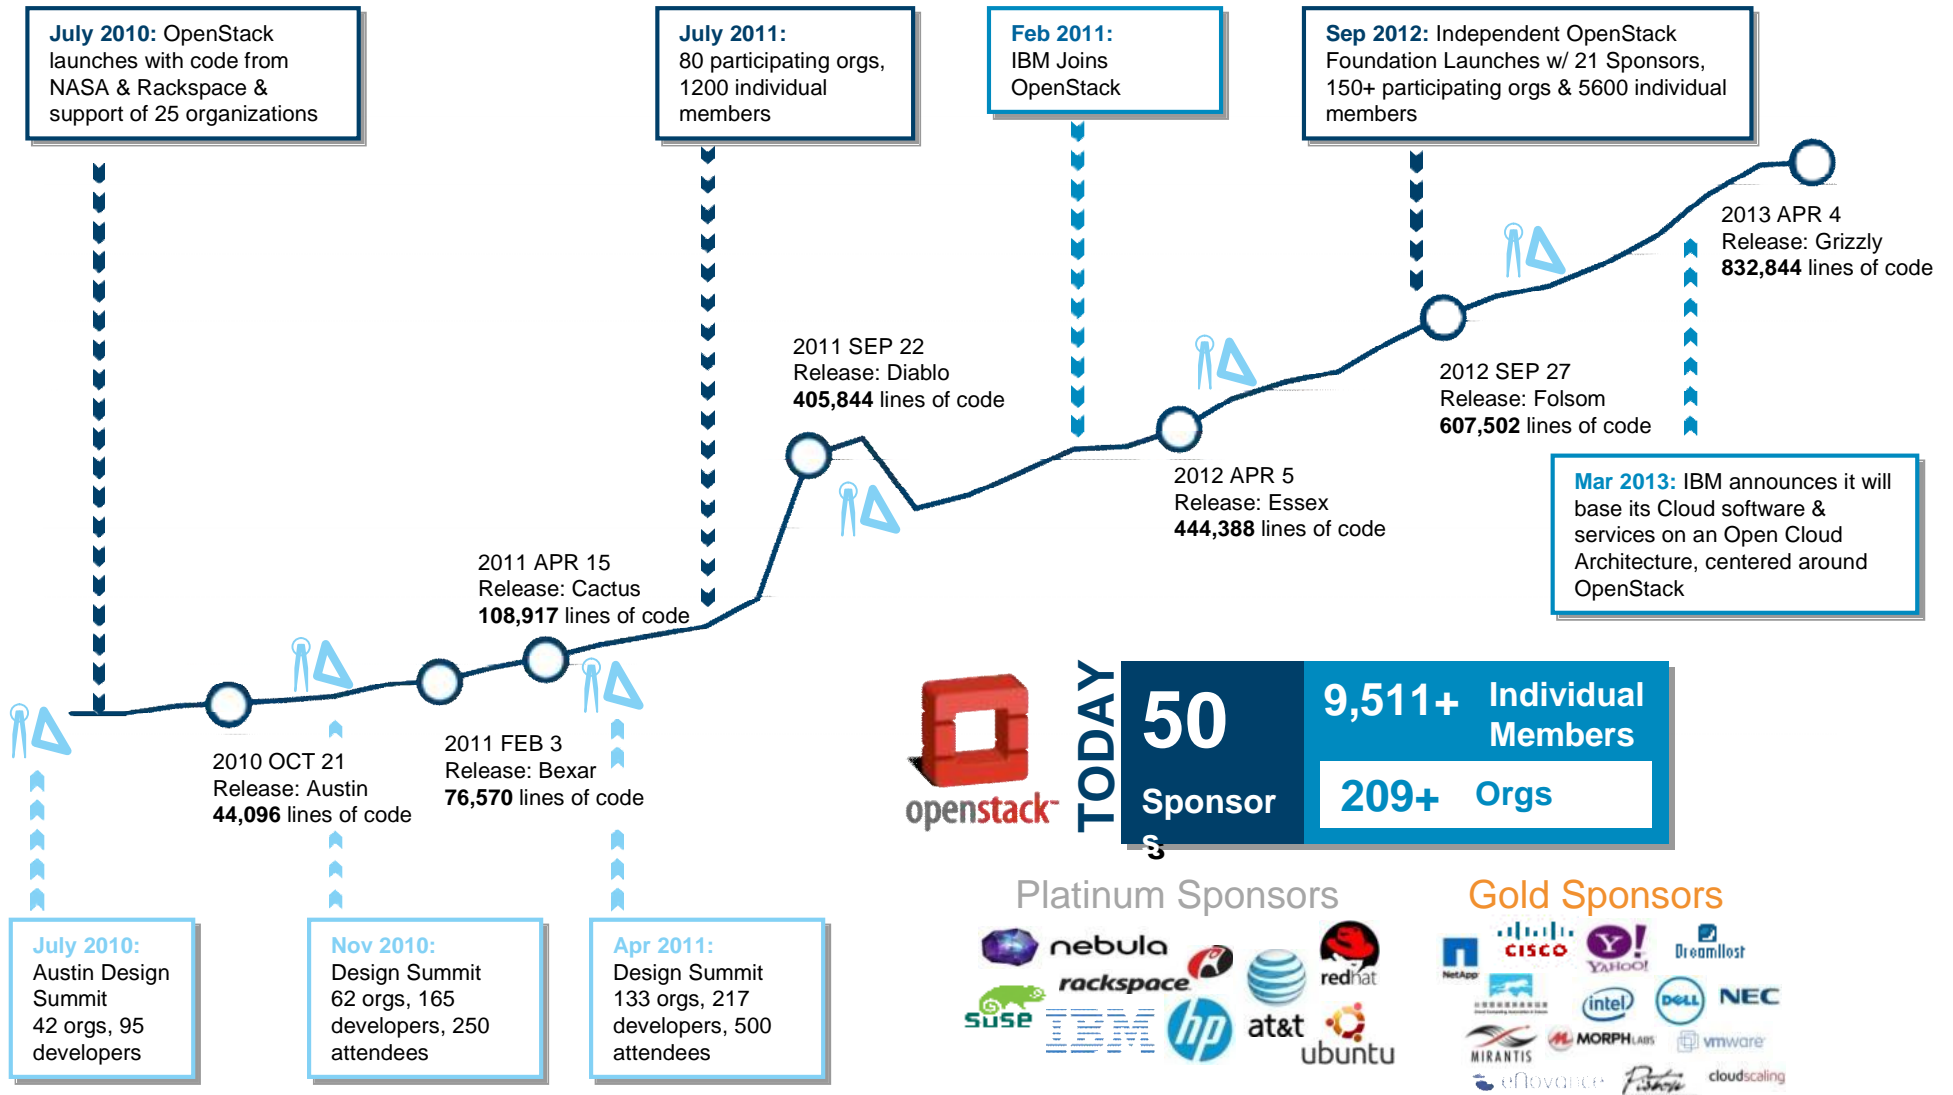 July 2010: OpenStack
launches with code from
NASA & Rackspace &
support of 25 organizations
July 2011:
80 participating orgs,
1200 individual
members
Feb 2011:
IBM Joins
OpenStack
Sep 2012: Independent OpenStack
Foundation Launches w/ 21 Sponsors,
150+ participating orgs & 5600 individual
members
2013 APR 4
Release: Grizzly
832,844 lines of code
2011 SEP 22
Release: Diablo
405,844 lines of code
2012 SEP 27
Release: Folsom
607,502 lines of code
2012 APR 5
Release: Essex
444,388 lines of code
Mar 2013: IBM announces it will
base its Cloud software &
services on an Open Cloud
Architecture, centered around
OpenStack
2011 APR 15
Release: Cactus
108,917 lines of code
2010 OCT 21
Release: Austin
44,096 lines of code
2011 FEB 3
Release: Bexar
76,570 lines of code
July 2010:
Austin Design
Summit
42 orgs, 95
developers
Nov 2010:
Design Summit
62 orgs, 165
developers, 250
attendees
Apr 2011:
Design Summit
133 orgs, 217
developers, 500
attendees
openstack
TODAY
50
Sponsor
s
9,511+ Individual
Members
209+ Orgs
Platinum Sponsors
nebula
rackspace
redhat
SUSE
IBM
hp
at&t
ubuntu
Gold Sponsors
NetApp
CISCO
Y!
YAHOO!
DreamHost
intel
DELL
NEC
MIRANTIS
MORPHLABS
vmware
eNovance
Piston
cloudscaling